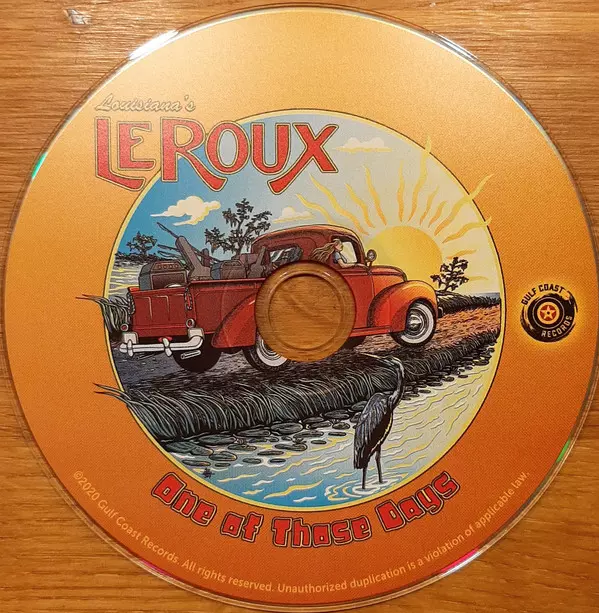 Louisiana's
LEROUX
GULF COAST
RECORDS
One of Those Days
©2020 Gulf Coast Records. All rights reserved. Unauthorized duplication is a violation of applicable law.